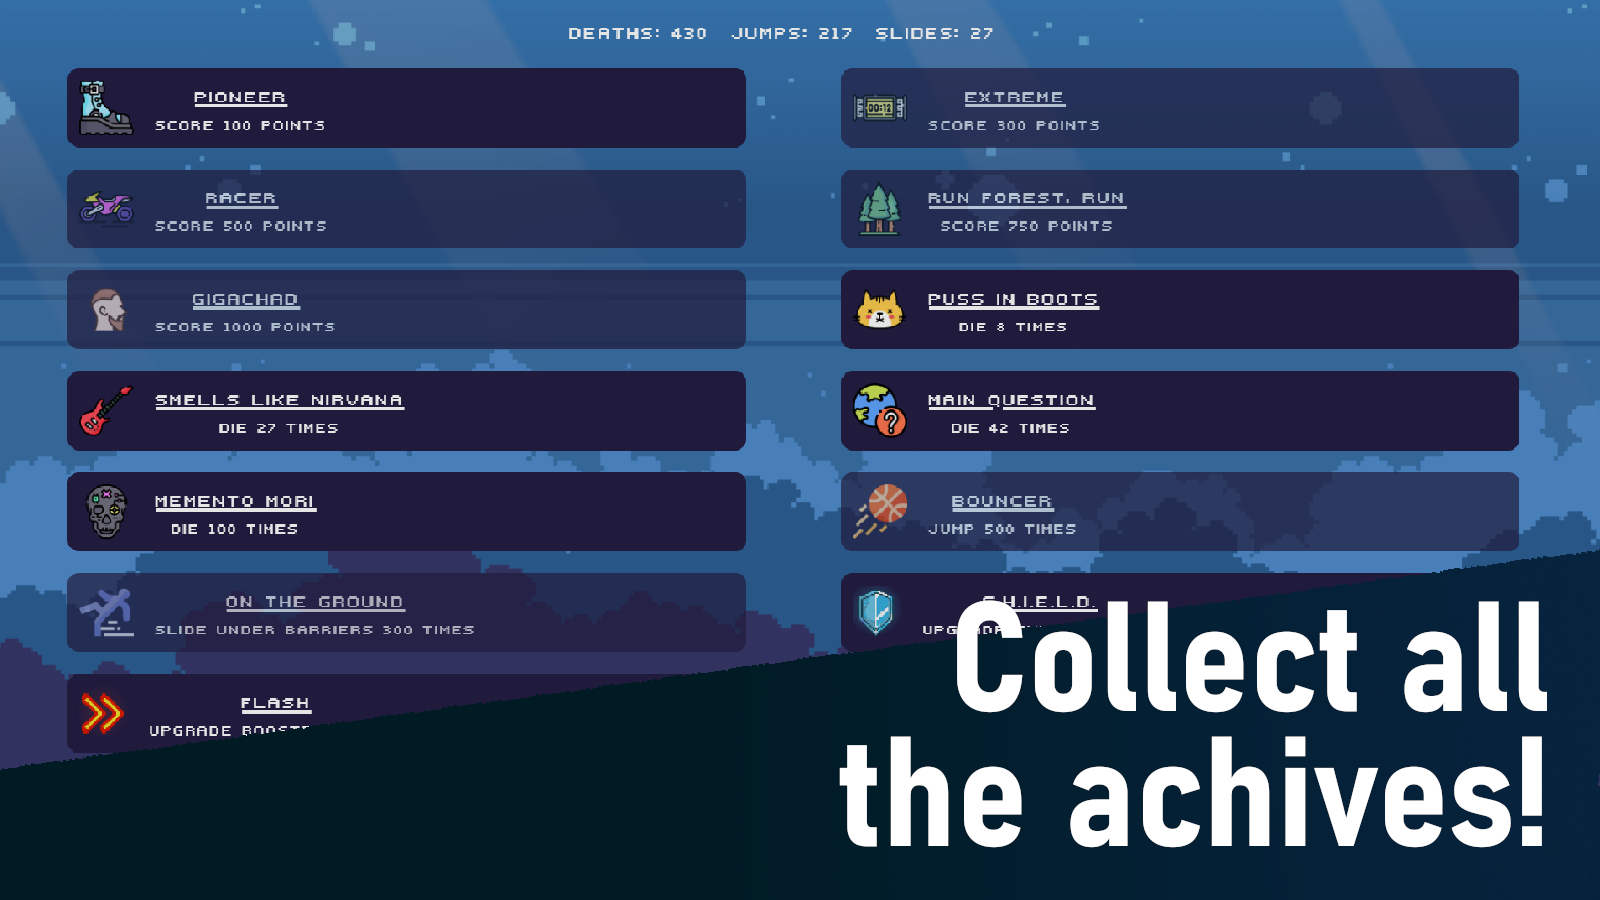 DEATHS: 430 JUMPS: 217 SLIDES: 27
PIONEER
SCORE 100 POINTS
EXTREME
SCORE 300 POINTS
00:12
RACER
SCORE 500 POINTS
RUN FOREST, RUN
SCORE 750 POINTS
GIGACHAD
SCORE 1000 POINTS
PUSS IN BOOTS
DIE 8 TIMES
SMELLS LIKE NIRVANA
DIE 27 TIMES
MAIN QUESTION
DIE 42 TIMES
?
MEMENTO MORI
DIE 100 TIMES
BOUNCER
JUMP 500 TIMES
ON THE GROUND
SLIDE UNDER BARRIERS 300 TIMES
S.H.I.E.L.D.
FLASH
UPGRADE
Collect all
the achives!